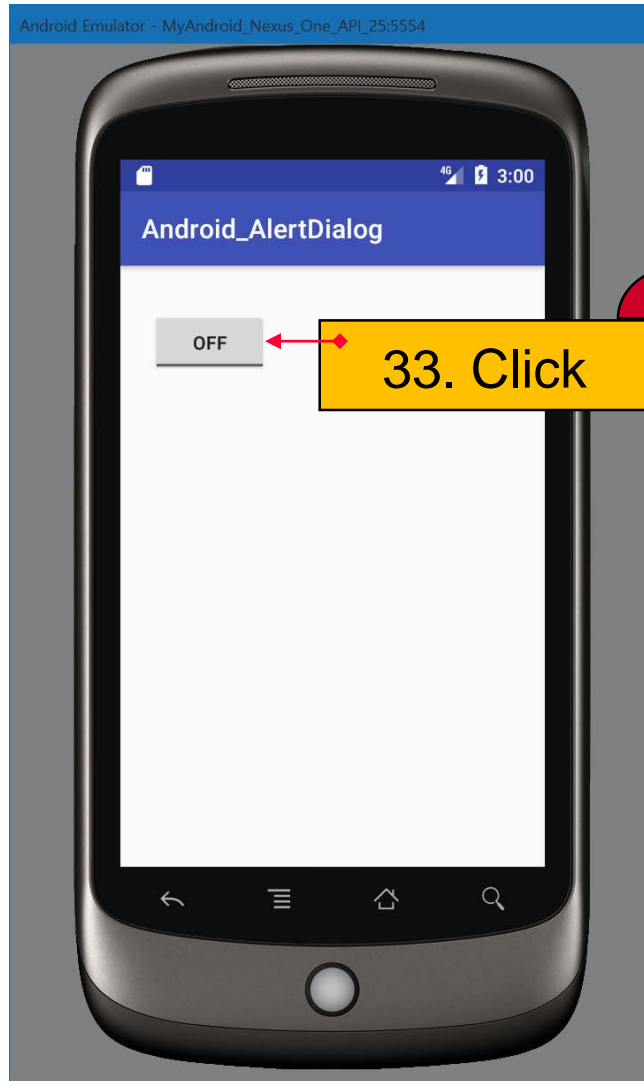 Android Emulator - MyAndroid_Nexus_One_API_25:5554
4G 3:00
Android_AlertDialog
OFF
33. Click